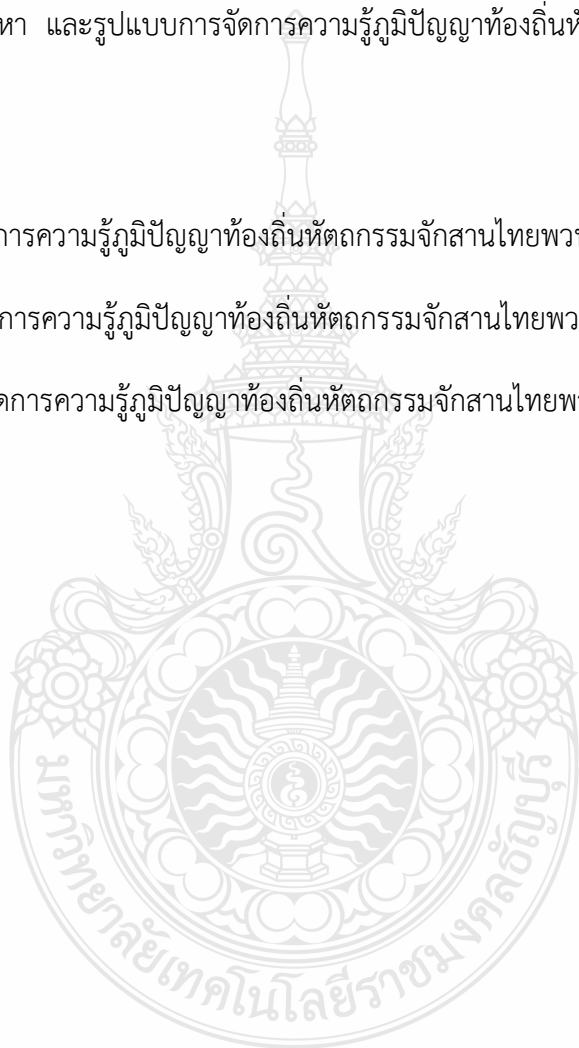 หา และรูปแบบการจัดการความรู้ภูมิปัญญาท้องถิ่นหั
การความรู้ภูมิปัญญาท้องถิ่นหัตถกรรมจักสานไทยพวน
การความรู้ภูมิปัญญาท้องถิ่นหัตถกรรมจักสานไทยพว
ดการความรู้ภูมิปัญญาท้องถิ่นหัตถกรรมจักสานไทยพ
มหาวิทยาลัยเทคโนโลยีราชมงคลธัญบุรี